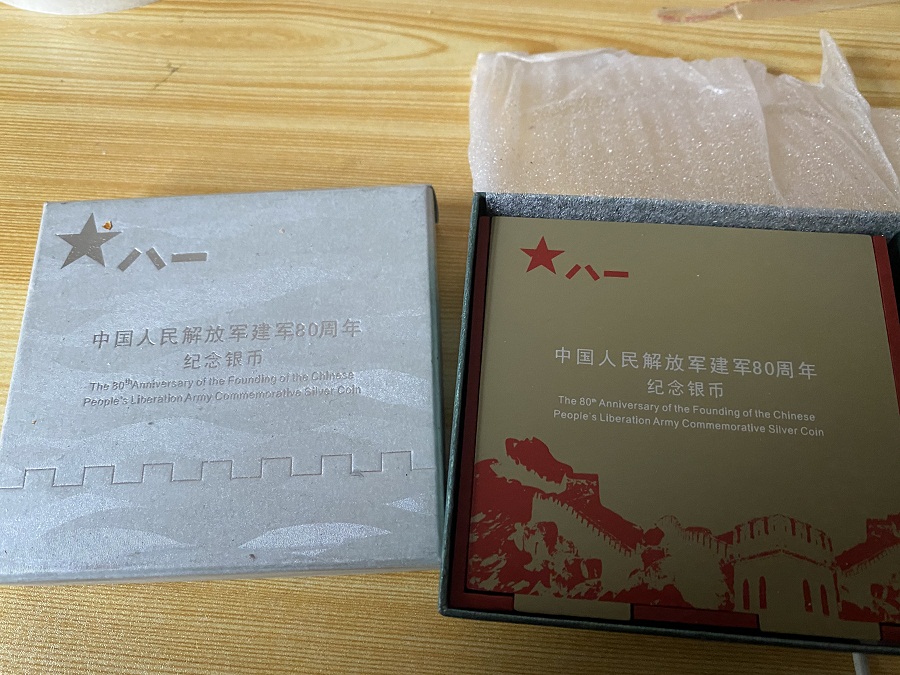 八一
中国人民解放军建军80周年
纪念银币
The 80th Anniversary of the Founding of the Chinese
People's Liberation Army Commemorative Silver Coin
八一
中国人民解放军建军80周年
纪念银币
The 80th Anniversary of the Founding of the Chinese
People's Liberation Army Commemorative Silver Coin